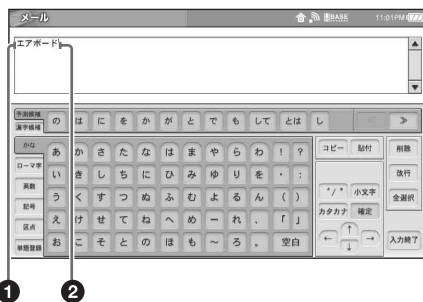 メール BASE 11:01PM
エアボード
予測候補
漢字候補
の は に を か が と で も して とは し ≫
かな
ローマ字
英数
記号
区点
単語登録
あ か さ た な は ま や ら わ ! ?
い き し ち に ひ み ゆ り を ・ :
う く す つ ぬ ふ む よ る ん ( )
え け せ て ね へ め ー れ 、 「 」
お こ そ と の ほ も ~ ろ 。 空白
コピー 貼付 削除
改行
゛/゜ 小文字 全選択
カタカナ 確定
← ↑ ↓ → 入力終了
1 2